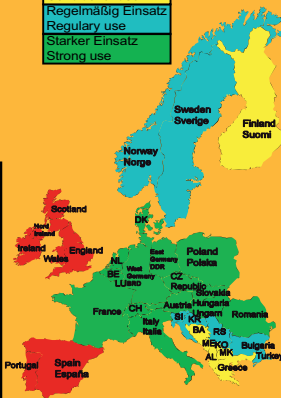 Regelmäßig Einsatz
Regulary use
Starker Einsatz
Strong use
Sweden
Sverige
Finland
Suomi
Norway
Norge
Scotland
Nord
Ireland
Ireland
England
Wales
DK
NL
BE
LU
West
Germany
BRD
East
Germany
DDR
Poland
Polska
CZ
Republic
Slovakia
France
CH
Austria
Hungaria
Ungarn
Romania
Italy
Italia
SI
KR
BA
RS
ME
KO
Bulgaria
AL
MK
Turkey
Greece
Portugal
Spain
España